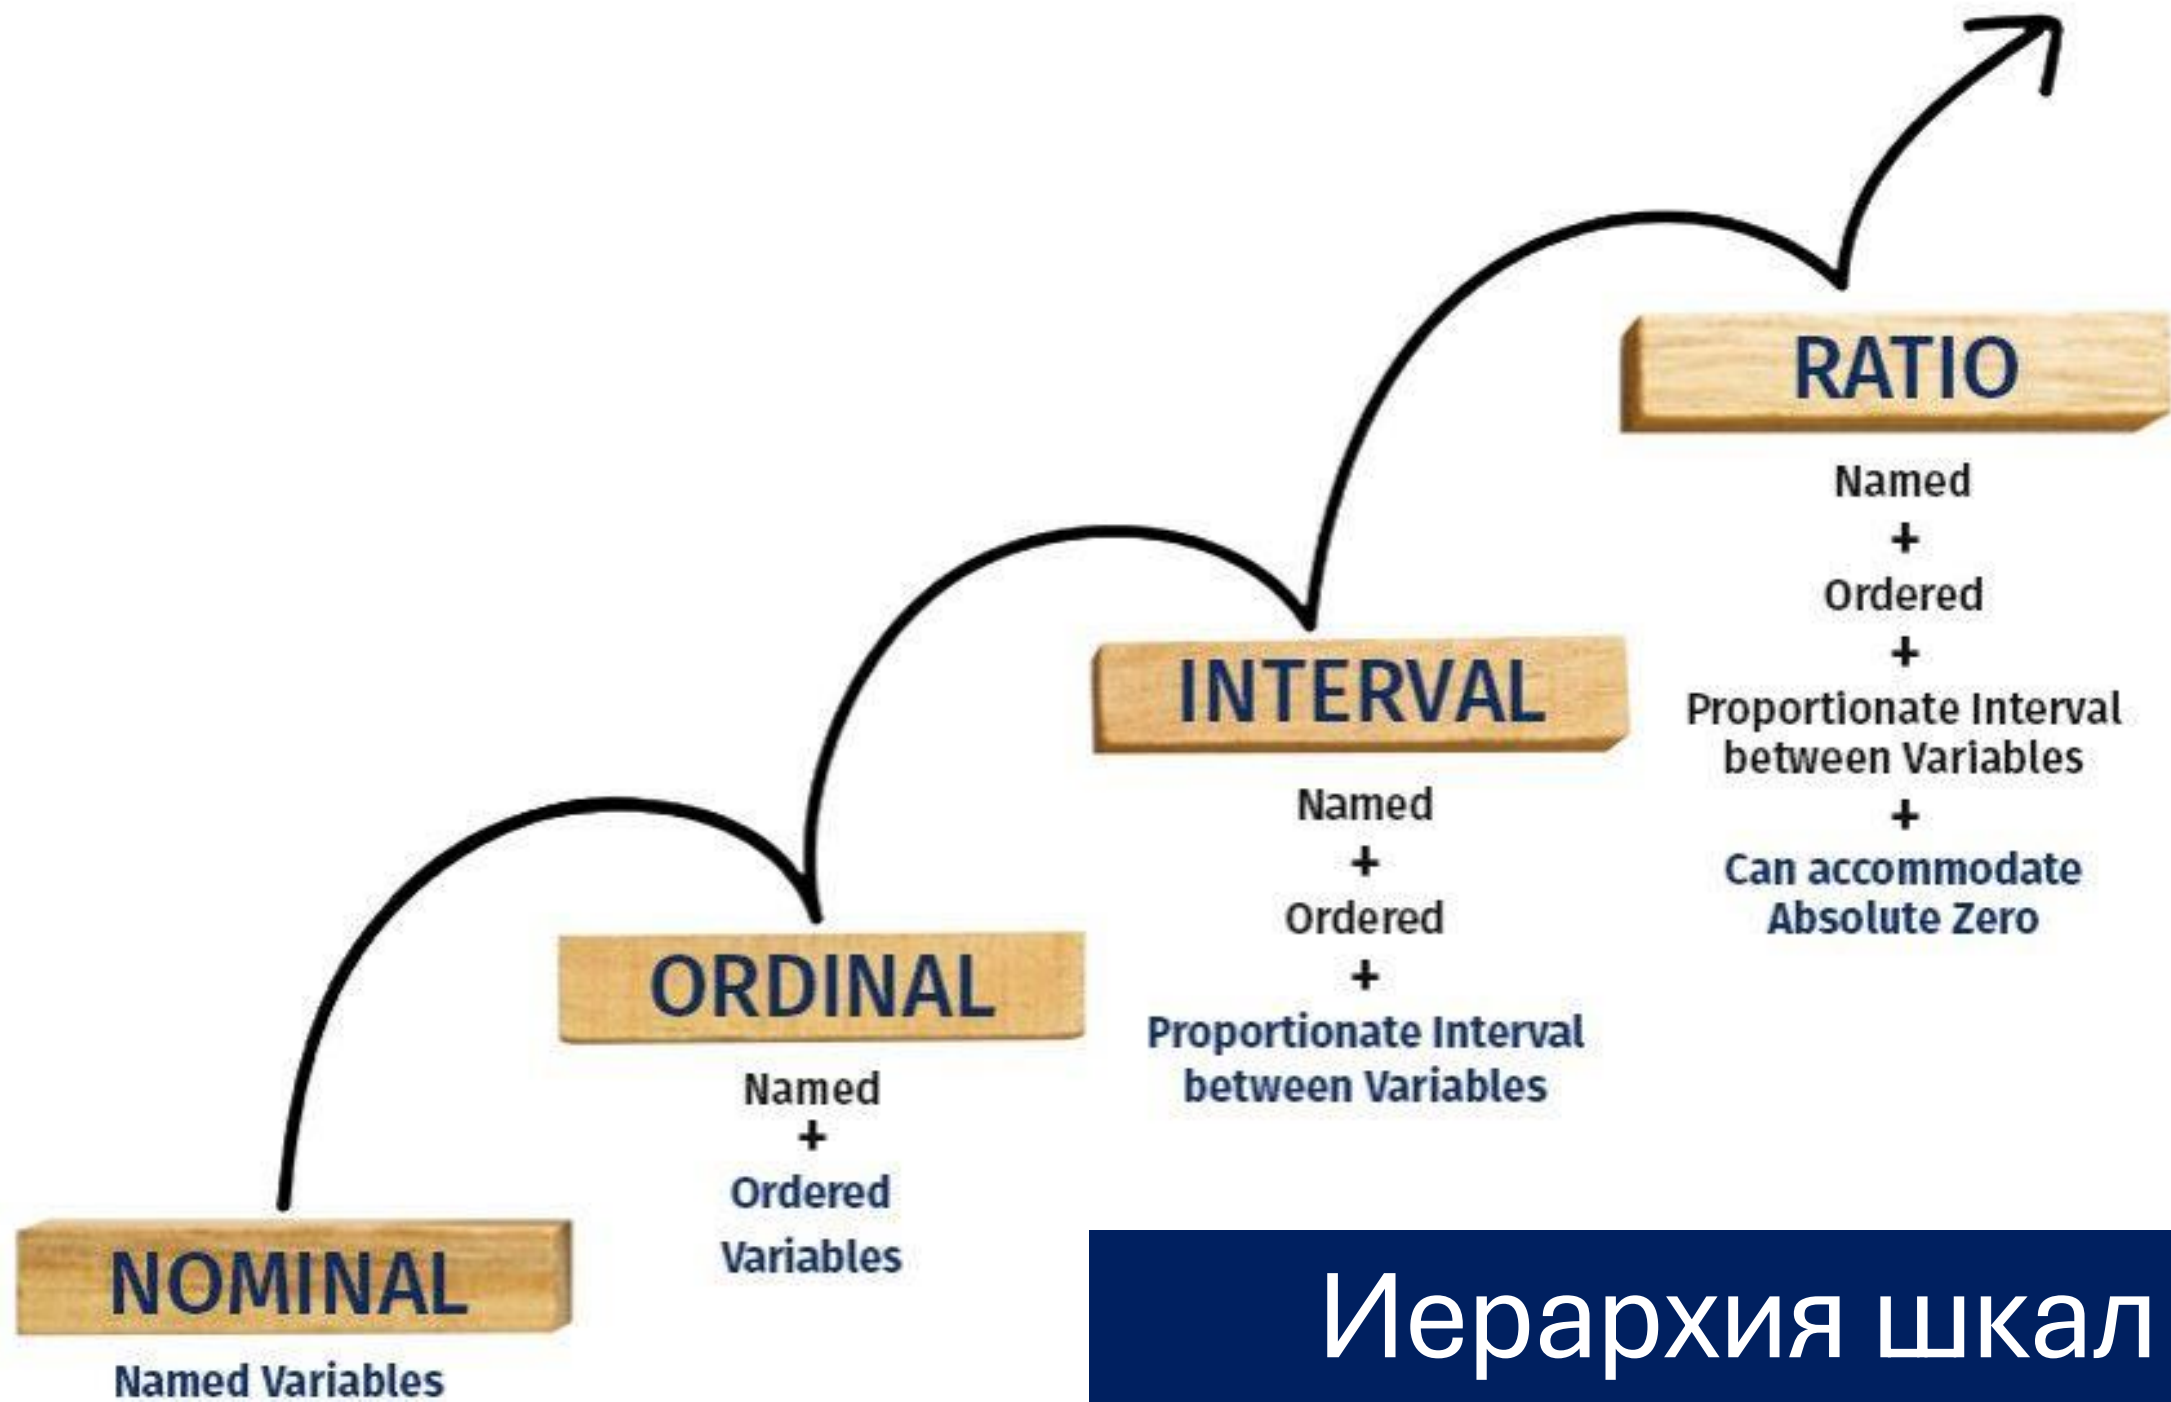 NOMINAL
Named Variables
ORDINAL
Named
+
Ordered
Variables
INTERVAL
Named
+
Ordered
+
Proportionate Interval
between Variables
RATIO
Named
+
Ordered
+
Proportionate Interval
between Variables
+
Can accommodate
Absolute Zero
Иерархия шкал